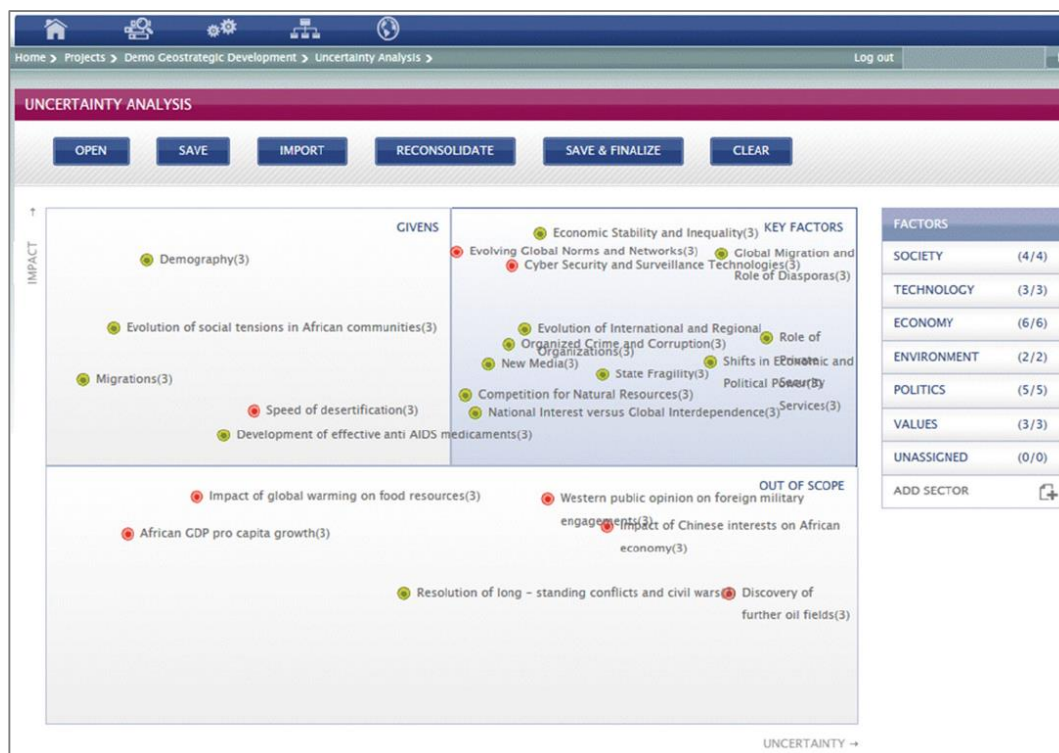 Home > Projects > Demo Geostrategic Development > Uncertainty Analysis >
Log out
UNCERTAINTY ANALYSIS
OPEN
SAVE
IMPORT
RECONSOLIDATE
SAVE & FINALIZE
CLEAR
IMPACT →
GIVENS
Demography(3)
Evolution of social tensions in African communities(3)
Migrations(3)
Speed of desertification(3)
Development of effective anti AIDS medicaments(3)
KEY FACTORS
Economic Stability and Inequality(3)
Evolving Global Norms and Networks(3)
Cyber Security and Surveillance Technologies(3)
Global Migration and
Role of Diasporas(3)
Evolution of International and Regional
Organizations(3)
Organized Crime and Corruption(3)
Role of
Private
Security
Services(3)
New Media(3)
State Fragility(3)
Shifts in Economic and
Political Power(3)
Competition for Natural Resources(3)
National Interest versus Global Interdependence(3)
OUT OF SCOPE
Impact of global warming on food resources(3)
Western public opinion on foreign military
engagements(3)
African GDP pro capita growth(3)
Impact of Chinese interests on African
economy(3)
Resolution of long – standing conflicts and civil wars
Discovery of
further oil fields(3)
UNCERTAINTY →
FACTORS
SOCIETY (4/4)
TECHNOLOGY (3/3)
ECONOMY (6/6)
ENVIRONMENT (2/2)
POLITICS (5/5)
VALUES (3/3)
UNASSIGNED (0/0)
ADD SECTOR